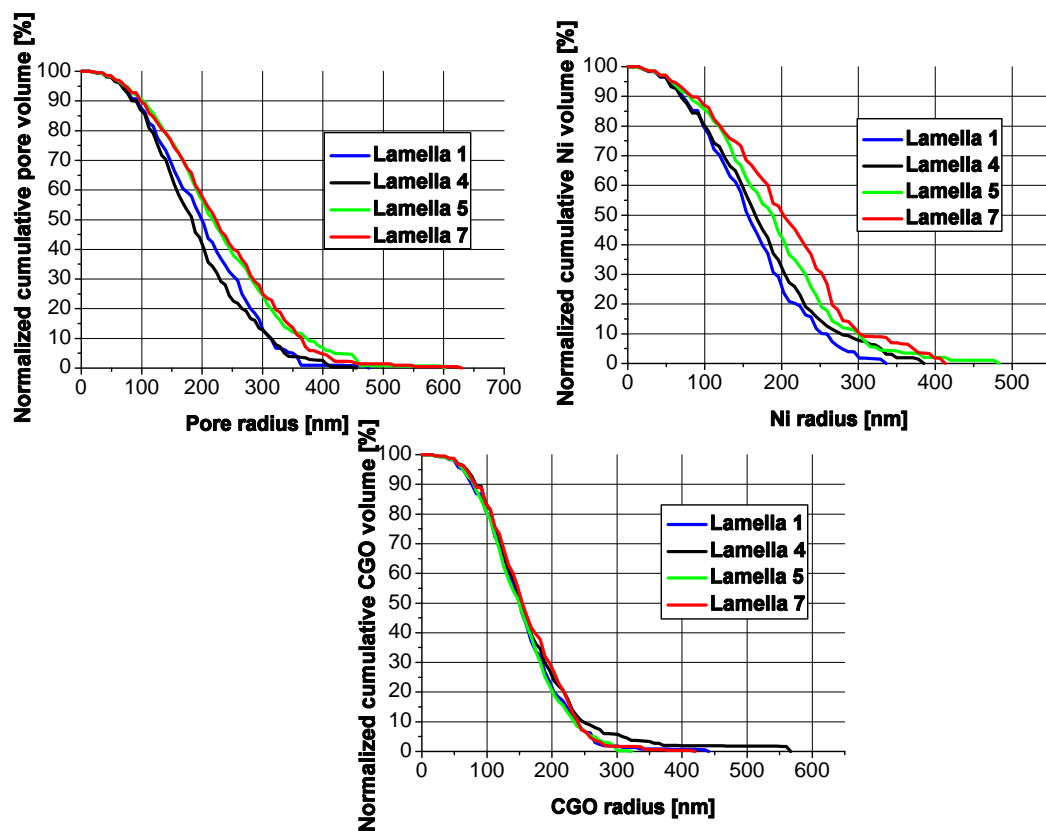 Normalized cumulative pore volume [%]
100
90
80
70
60
50
40
30
20
10
0
0 100 200 300 400 500 600 700
Pore radius [nm]
Lamella 1
Lamella 4
Lamella 5
Lamella 7
Normalized cumulative Ni volume [%]
100
90
80
70
60
50
40
30
20
10
0
0 100 200 300 400 500
Ni radius [nm]
Lamella 1
Lamella 4
Lamella 5
Lamella 7
Normalized cumulative CGO volume [%]
100
90
80
70
60
50
40
30
20
10
0
0 100 200 300 400 500 600
CGO radius [nm]
Lamella 1
Lamella 4
Lamella 5
Lamella 7